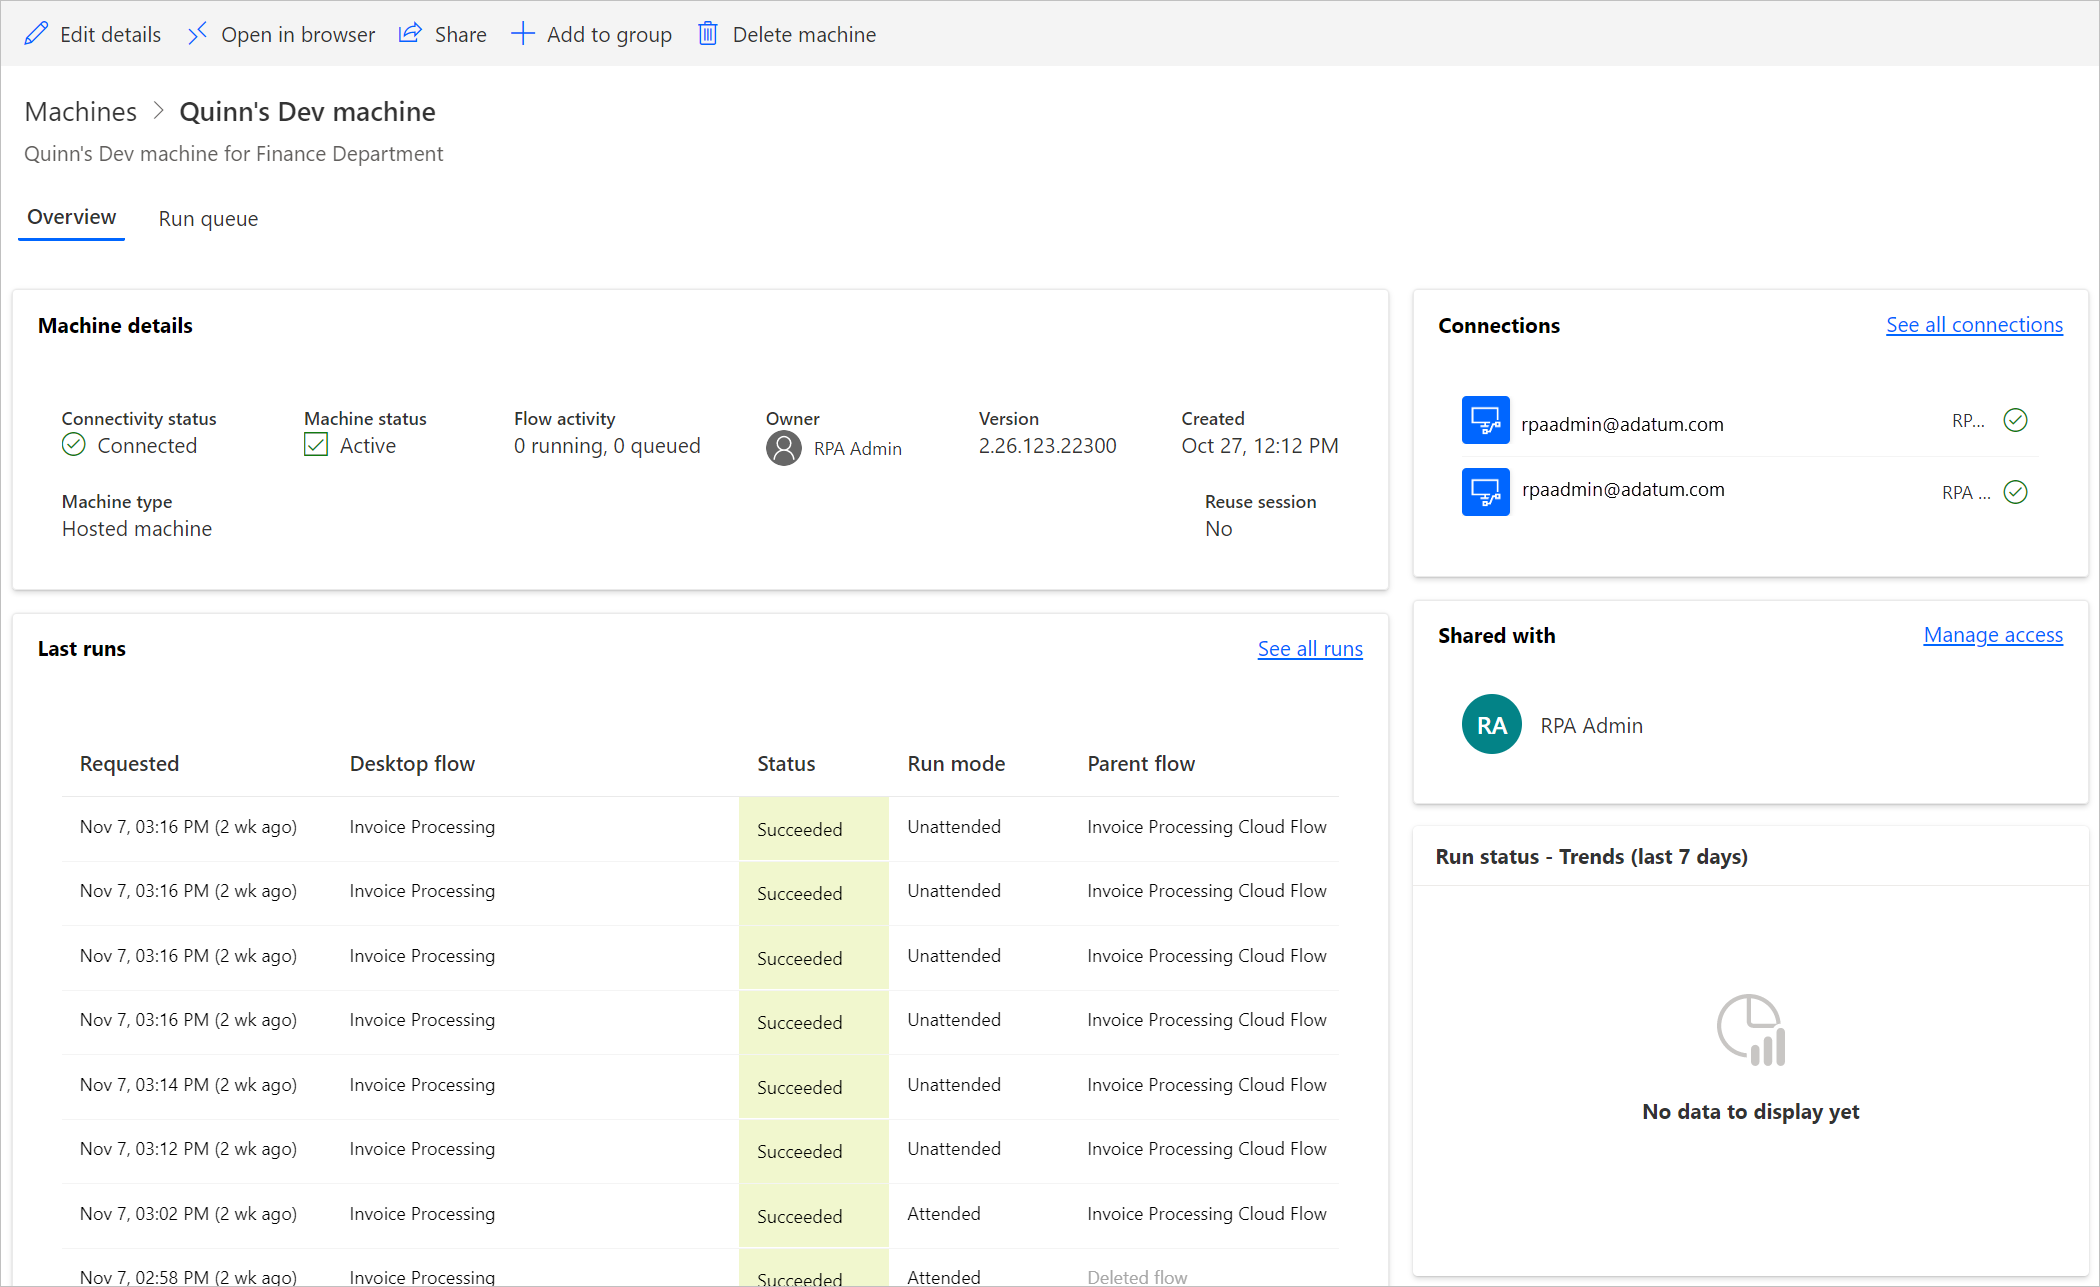 Edit details Open in browser Share Add to group Delete machine
Machines > Quinn's Dev machine
Quinn's Dev machine for Finance Department
Overview Run queue
Machine details
Connectivity status Machine status Flow activity Owner Version Created
Connected Active 0 running, 0 queued RPA Admin 2.26.123.22300 Oct 27, 12:12 PM
Machine type Reuse session
Hosted machine No
Connections See all connections
rpaadmin@adatum.com RP...
rpaadmin@adatum.com RPA ...
Last runs See all runs
Requested Desktop flow Status Run mode Parent flow
Nov 7, 03:16 PM (2 wk ago) Invoice Processing Succeeded Unattended Invoice Processing Cloud Flow
Nov 7, 03:16 PM (2 wk ago) Invoice Processing Succeeded Unattended Invoice Processing Cloud Flow
Nov 7, 03:16 PM (2 wk ago) Invoice Processing Succeeded Unattended Invoice Processing Cloud Flow
Nov 7, 03:16 PM (2 wk ago) Invoice Processing Succeeded Unattended Invoice Processing Cloud Flow
Nov 7, 03:14 PM (2 wk ago) Invoice Processing Succeeded Unattended Invoice Processing Cloud Flow
Nov 7, 03:12 PM (2 wk ago) Invoice Processing Succeeded Unattended Invoice Processing Cloud Flow
Nov 7, 03:02 PM (2 wk ago) Invoice Processing Succeeded Attended Invoice Processing Cloud Flow
Nov 7, 02:58 PM (2 wk ago) Invoice Processing Succeeded Attended Deleted flow
Shared with Manage access
RA RPA Admin
Run status - Trends (last 7 days)
No data to display yet